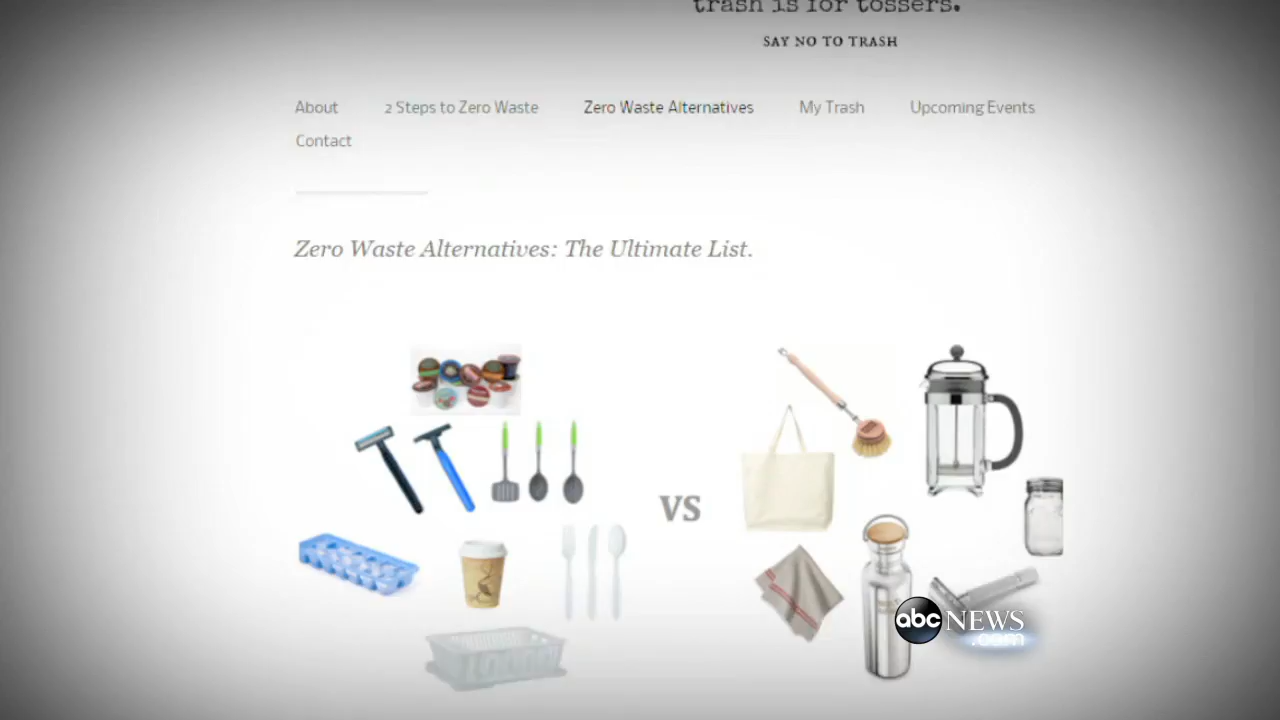 trash is for tossers.
SAY NO TO TRASH
About 2 Steps to Zero Waste Zero Waste Alternatives My Trash Upcoming Events
Contact
Zero Waste Alternatives: The Ultimate List.
VS
abc NEWS
.com